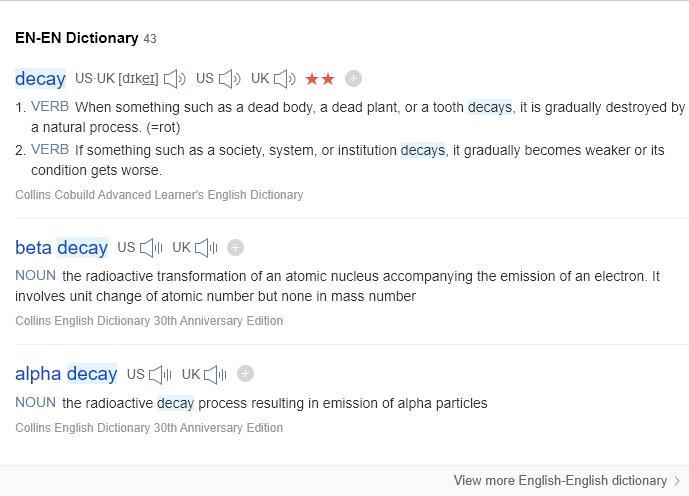 EN-EN Dictionary 43
decay US·UK [dɪkeɪ] US UK ★★
1. VERB When something such as a dead body, a dead plant, or a tooth decays, it is gradually destroyed by
a natural process. (=rot)
2. VERB If something such as a society, system, or institution decays, it gradually becomes weaker or its
condition gets worse.
Collins Cobuild Advanced Learner's English Dictionary
beta decay US UK
NOUN the radioactive transformation of an atomic nucleus accompanying the emission of an electron. It
involves unit change of atomic number but none in mass number
Collins English Dictionary 30th Anniversary Edition
alpha decay US UK
NOUN the radioactive decay process resulting in emission of alpha particles
Collins English Dictionary 30th Anniversary Edition
View more English-English dictionary >